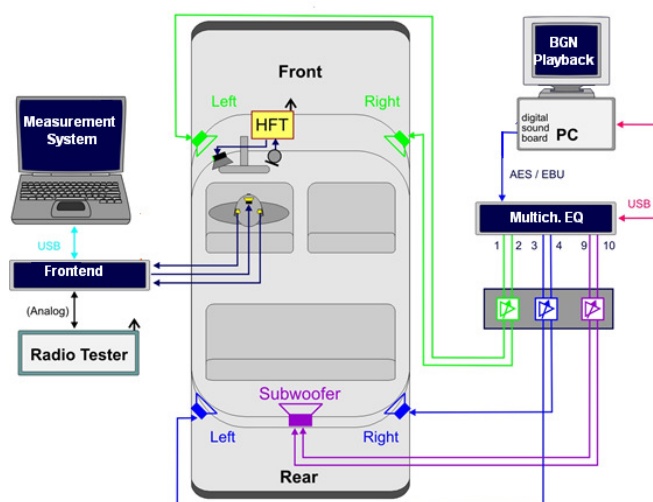 Front
Left
Right
HFT
BGN
Playback
digital
sound
board
PC
Measurement
System
AES / EBU
USB
Multich. EQ
1 2 3 4 9 10
USB
Frontend
(Analog)
Radio Tester
Subwoofer
Left
Right
Rear